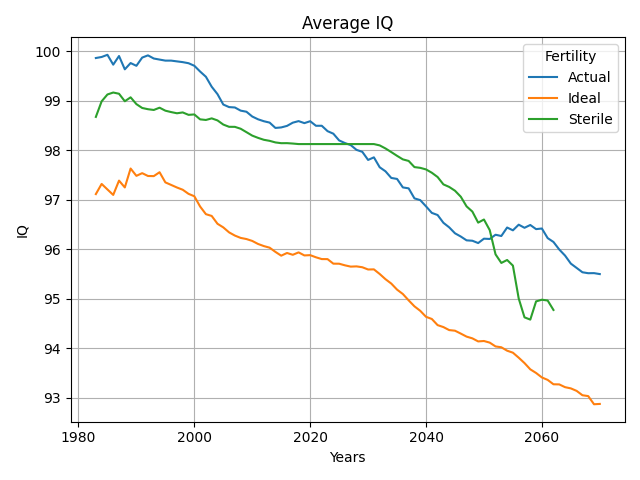 Average IQ
Fertility
Actual
Ideal
Sterile
IQ
100
99
98
97
96
95
94
93
1980
2000
2020
2040
2060
Years